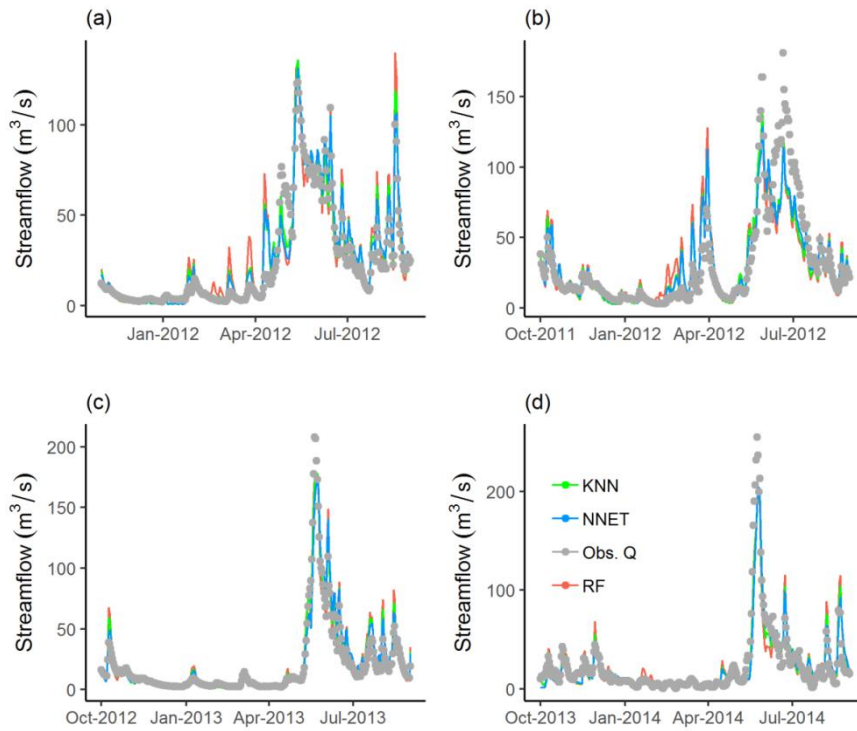 (a)
Streamflow (m³/s)
100
50
0
Jan-2012
Apr-2012
Jul-2012
(b)
Streamflow (m³/s)
150
100
50
0
Oct-2011
Jan-2012
Apr-2012
Jul-2012
(c)
Streamflow (m³/s)
200
150
100
50
0
Oct-2012
Jan-2013
Apr-2013
Jul-2013
(d)
Streamflow (m³/s)
200
100
0
Oct-2013
Jan-2014
Apr-2014
Jul-2014
KNN
NNET
Obs. Q
RF